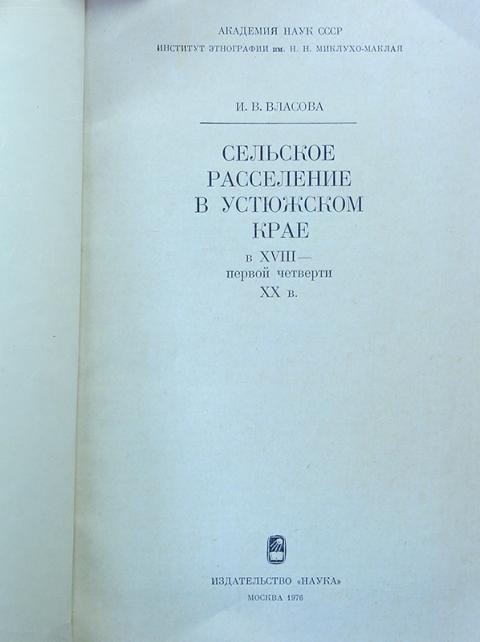 АКАДЕМИЯ НАУК СССР
ИНСТИТУТ ЭТНОГРАФИИ им. Н. Н. МИКЛУХО-МАКЛАЯ
И. В. ВЛАСОВА
СЕЛЬСКОЕ
РАССЕЛЕНИЕ
В УСТЮЖСКОМ
КРАЕ
в XVIII —
первой четверти
XX в.
ИЗДАТЕЛЬСТВО «НАУКА»
МОСКВА 1976